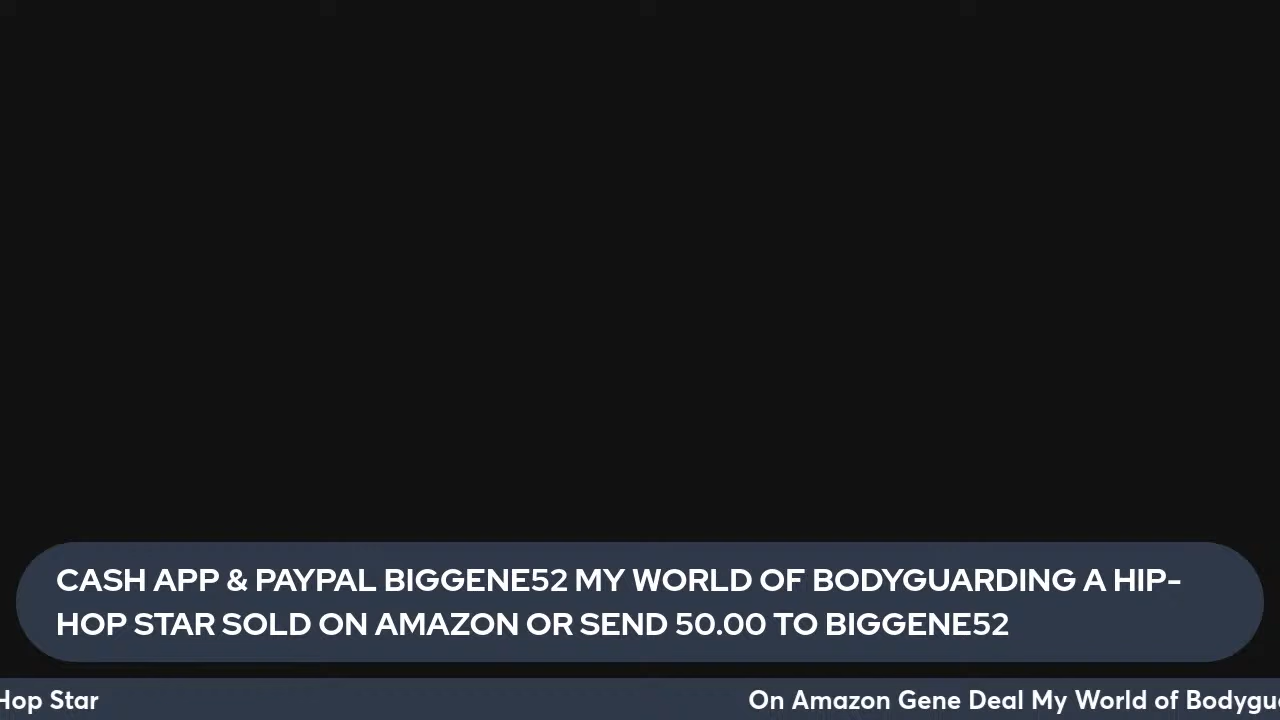 CASH APP & PAYPAL BIGGENE52 MY WORLD OF BODYGUARDING A HIP-
HOP STAR SOLD ON AMAZON OR SEND 50.00 TO BIGGENE52
Hop Star On Amazon Gene Deal My World of